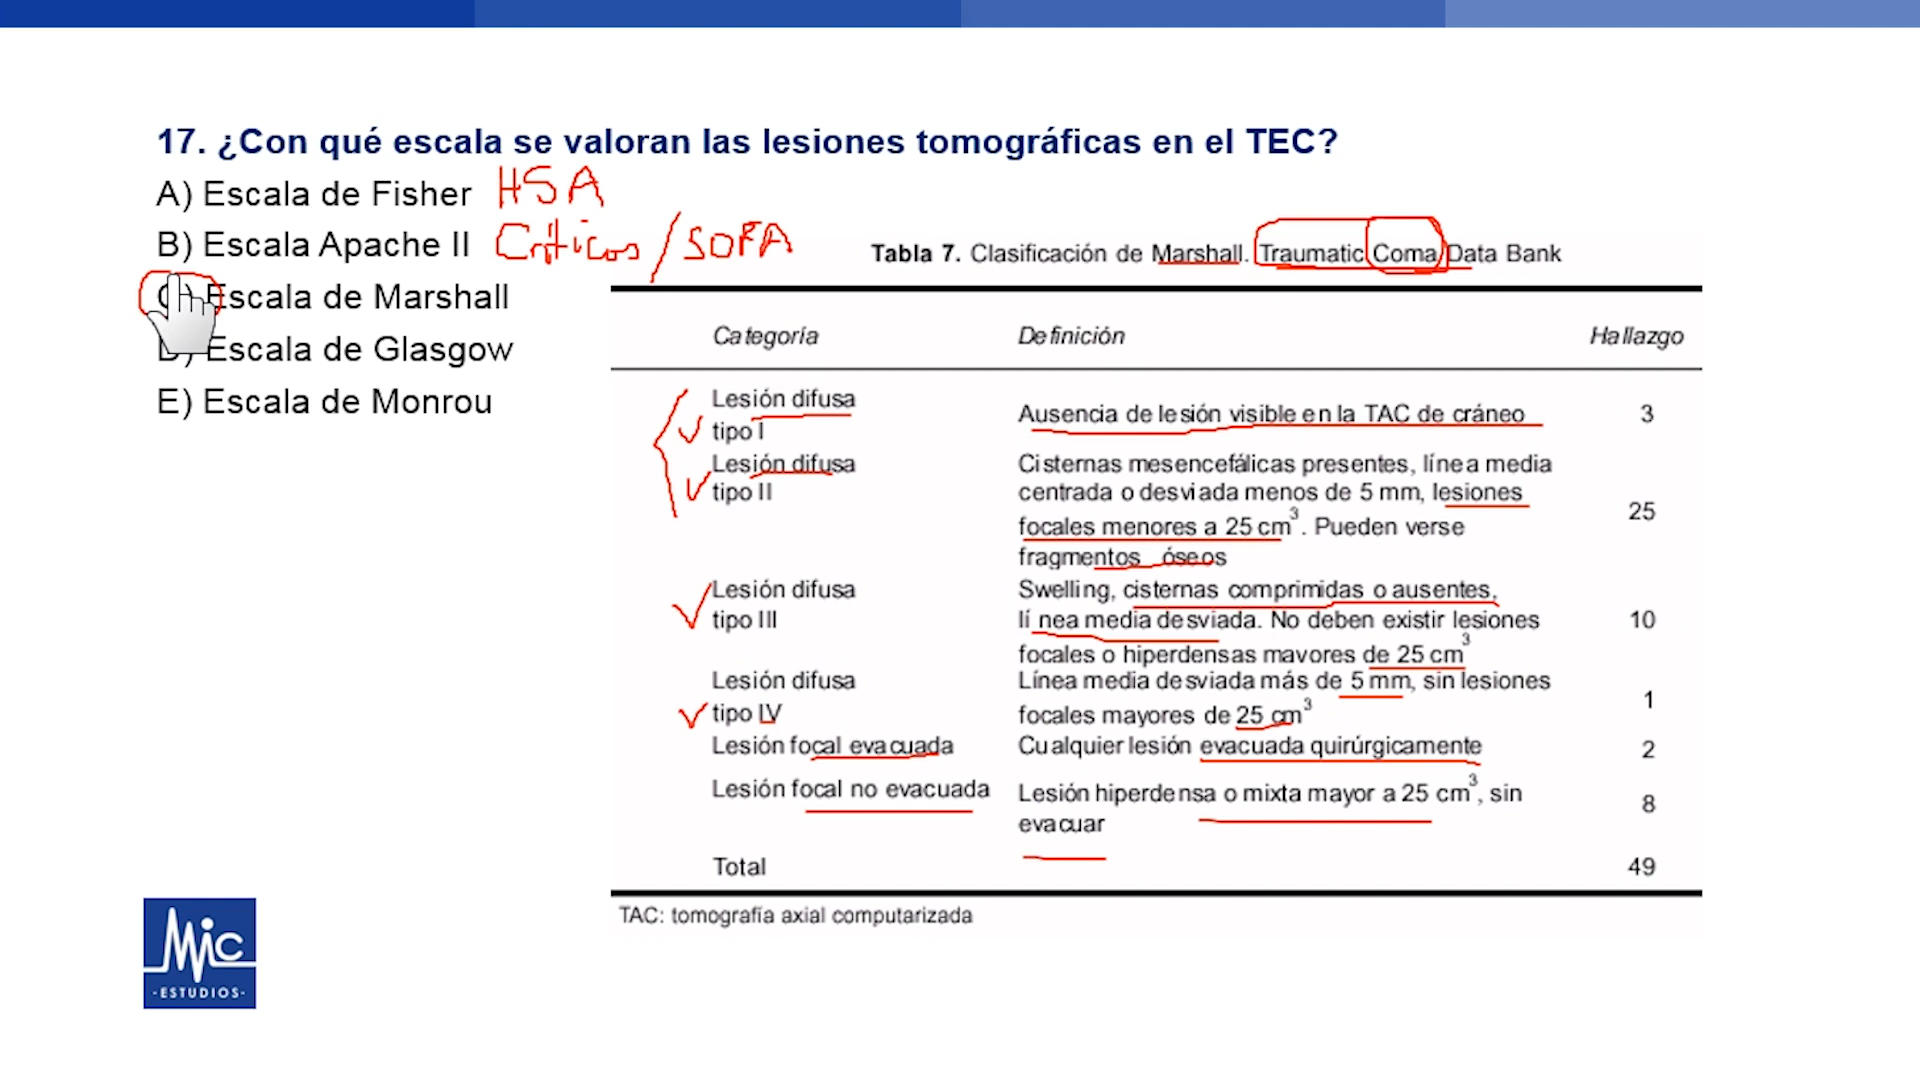 17. ¿Con qué escala se valoran las lesiones tomográficas en el TEC?
A) Escala de Fisher HSA
B) Escala Apache II Críticos / SOFA
C) Escala de Marshall
D) Escala de Glasgow
E) Escala de Monrou
Tabla 7. Clasificación de Marshall. Traumatic Coma Data Bank
Categoría Definición Hallazgo
Lesión difusa
tipo I
Ausencia de lesión visible en la TAC de cráneo 3
Lesión difusa
tipo II
Cisternas mesencefálicas presentes, línea media
centrada o desviada menos de 5 mm, lesiones
focales menores a 25 cm³. Pueden verse
fragmentos óseos
25
Lesión difusa
tipo III
Swelling, cisternas comprimidas o ausentes,
lí nea media desviada. No deben existir lesiones
focales o hiperdensas mavores de 25 cm³
10
Lesión difusa
tipo IV
Línea media desviada más de 5 mm, sin lesiones
focales mayores de 25 cm³
1
Lesión focal evacuada Cualquier lesión evacuada quirúrgicamente 2
Lesión focal no evacuada Lesión hiperdensa o mixta mayor a 25 cm³, sin
evacuar
8
Total 49
TAC: tomografía axial computarizada
Mic
·ESTUDIOS·